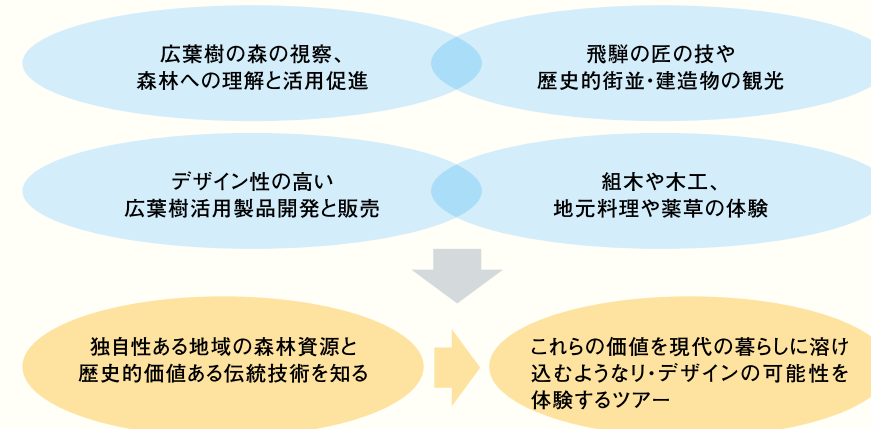 広葉樹の森の視察、
森林への理解と活用促進
飛騨の匠の技や
歴史的街並・建造物の観光
デザイン性の高い
広葉樹活用製品開発と販売
組木や木工、
地元料理や薬草の体験
独自性ある地域の森林資源と
歴史的価値ある伝統技術を知る
これらの価値を現代の暮らしに溶け
込むようなリ・デザインの可能性を
体験するツアー